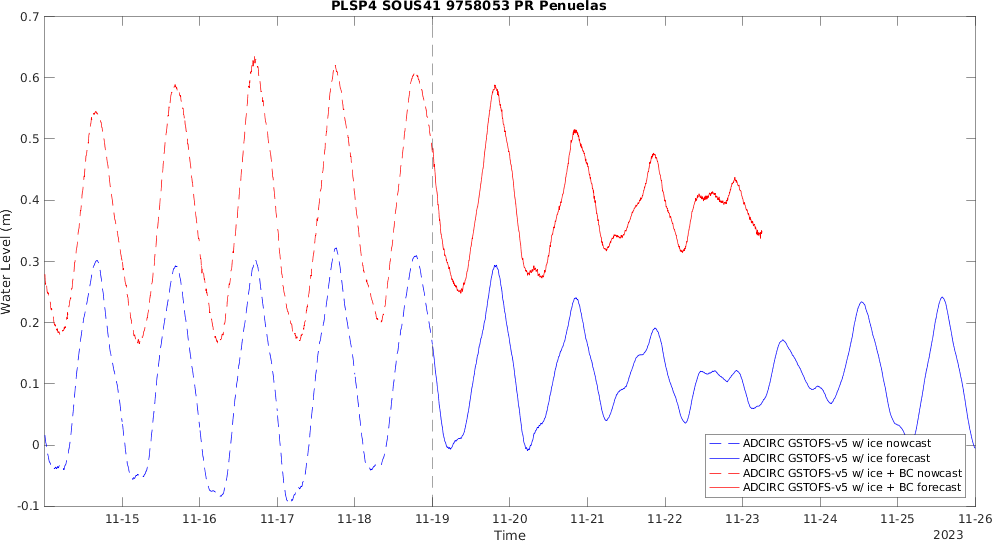 PLSP4 SOUS41 9758053 PR Penuelas
0.7
0.6
0.5
0.4
0.3
0.2
0.1
0
-0.1
Water Level (m)
11-15 11-16 11-17 11-18 11-19 11-20 11-21 11-22 11-23 11-24 11-25 11-26
Time
2023
ADCIRC GSTOFS-v5 w/ ice nowcast
ADCIRC GSTOFS-v5 w/ ice forecast
ADCIRC GSTOFS-v5 w/ ice + BC nowcast
ADCIRC GSTOFS-v5 w/ ice + BC forecast